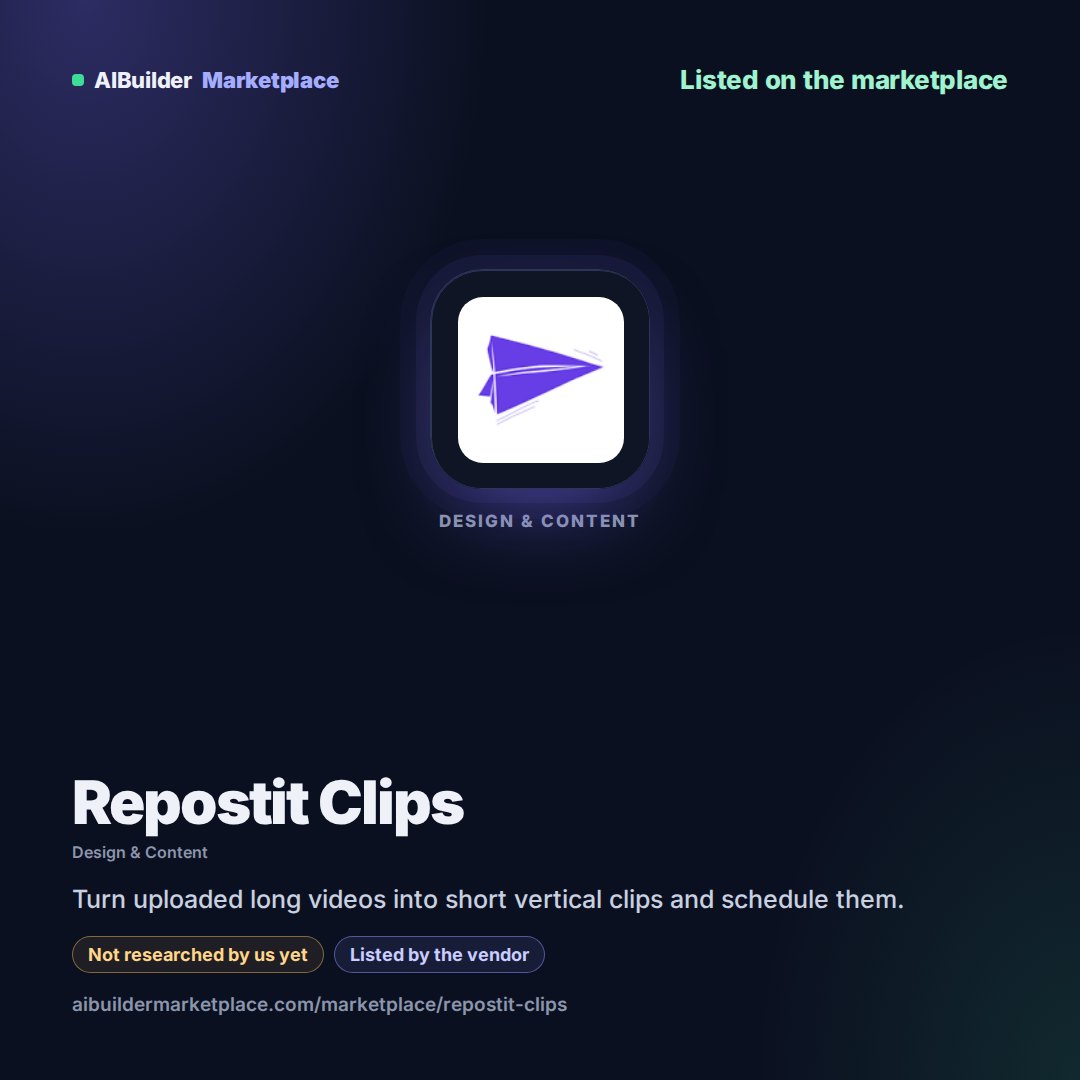 AIBuilder Marketplace
Listed on the marketplace
DESIGN & CONTENT
Repostit Clips
Design & Content
Turn uploaded long videos into short vertical clips and schedule them.
Not researched by us yet
Listed by the vendor
aibuildermarketplace.com/marketplace/repostit-clips